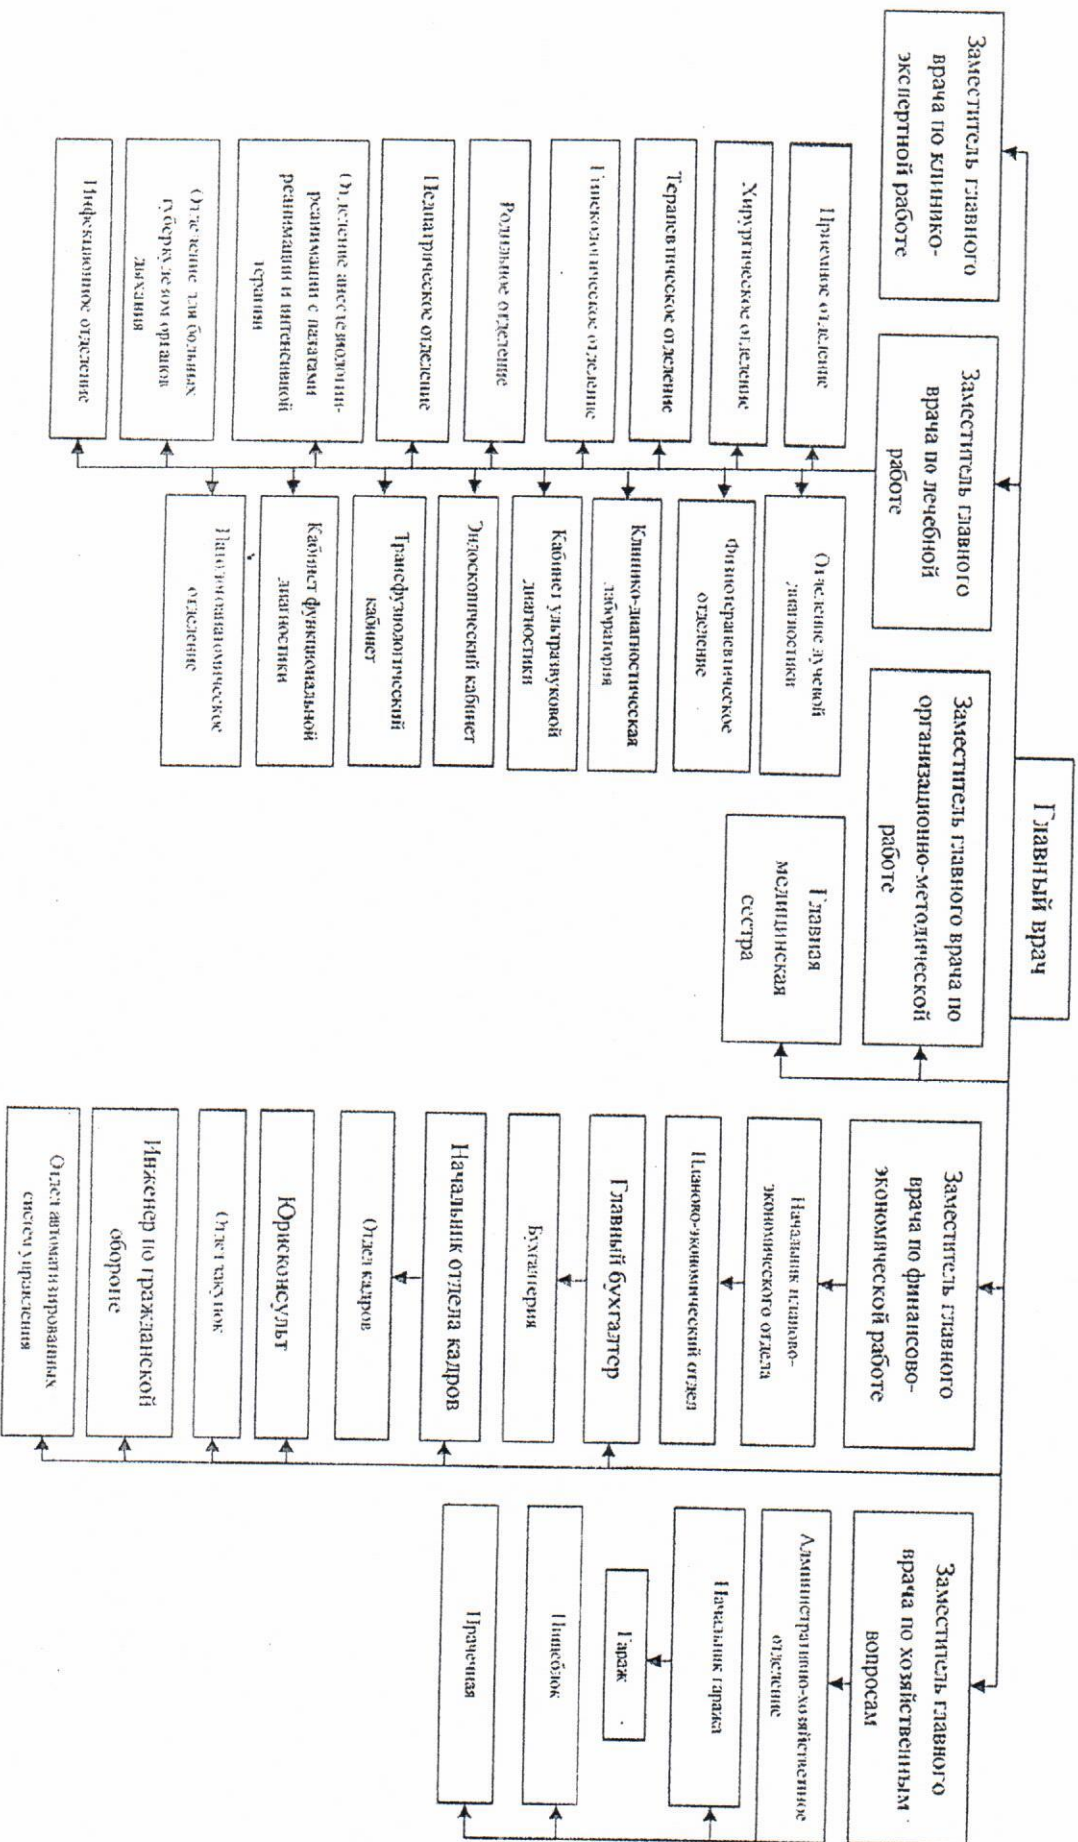 Главный врач
Заместитель главного
врача по клинико-
экспертной работе
Заместитель главного
врача по лечебной
работе
Заместитель главного врача по
организационно-методической
работе
Заместитель главного
врача по финансово-
экономической работе
Заместитель главного
врача по хозяйственным
вопросам
Приемное отделение
Хирургическое отделение
Терапевтическое отделение
Гинекологическое отделение
Родильное отделение
Педиатрическое отделение
Отделение анестезиологии-
реанимации с палатами
реанимации и интенсивной
терапии
Отделение для больных
туберкулезом органов
дыхания
Инфекционное отделение
Отделение лучевой
диагностики
Физиотерапевтическое
отделение
Клинико-диагностическая
лаборатория
Кабинет ультразвуковой
диагностики
Эндоскопический кабинет
Трансфузиологический
кабинет
Кабинет функциональной
диагностики
Патологоанатомическое
отделение
Главная
медицинская
сестра
Начальник планово-
экономического отдела
Планово-экономический отдел
Главный бухгалтер
Бухгалтерия
Начальник отдела кадров
Отдел кадров
Юрисконсульт
Отдел закупок
Инженер по гражданской
обороне
Отдел автоматизированных
систем управления
Административно-хозяйственное
отделение
Начальник гаража
Гараж
Пищеблок
Прачечная